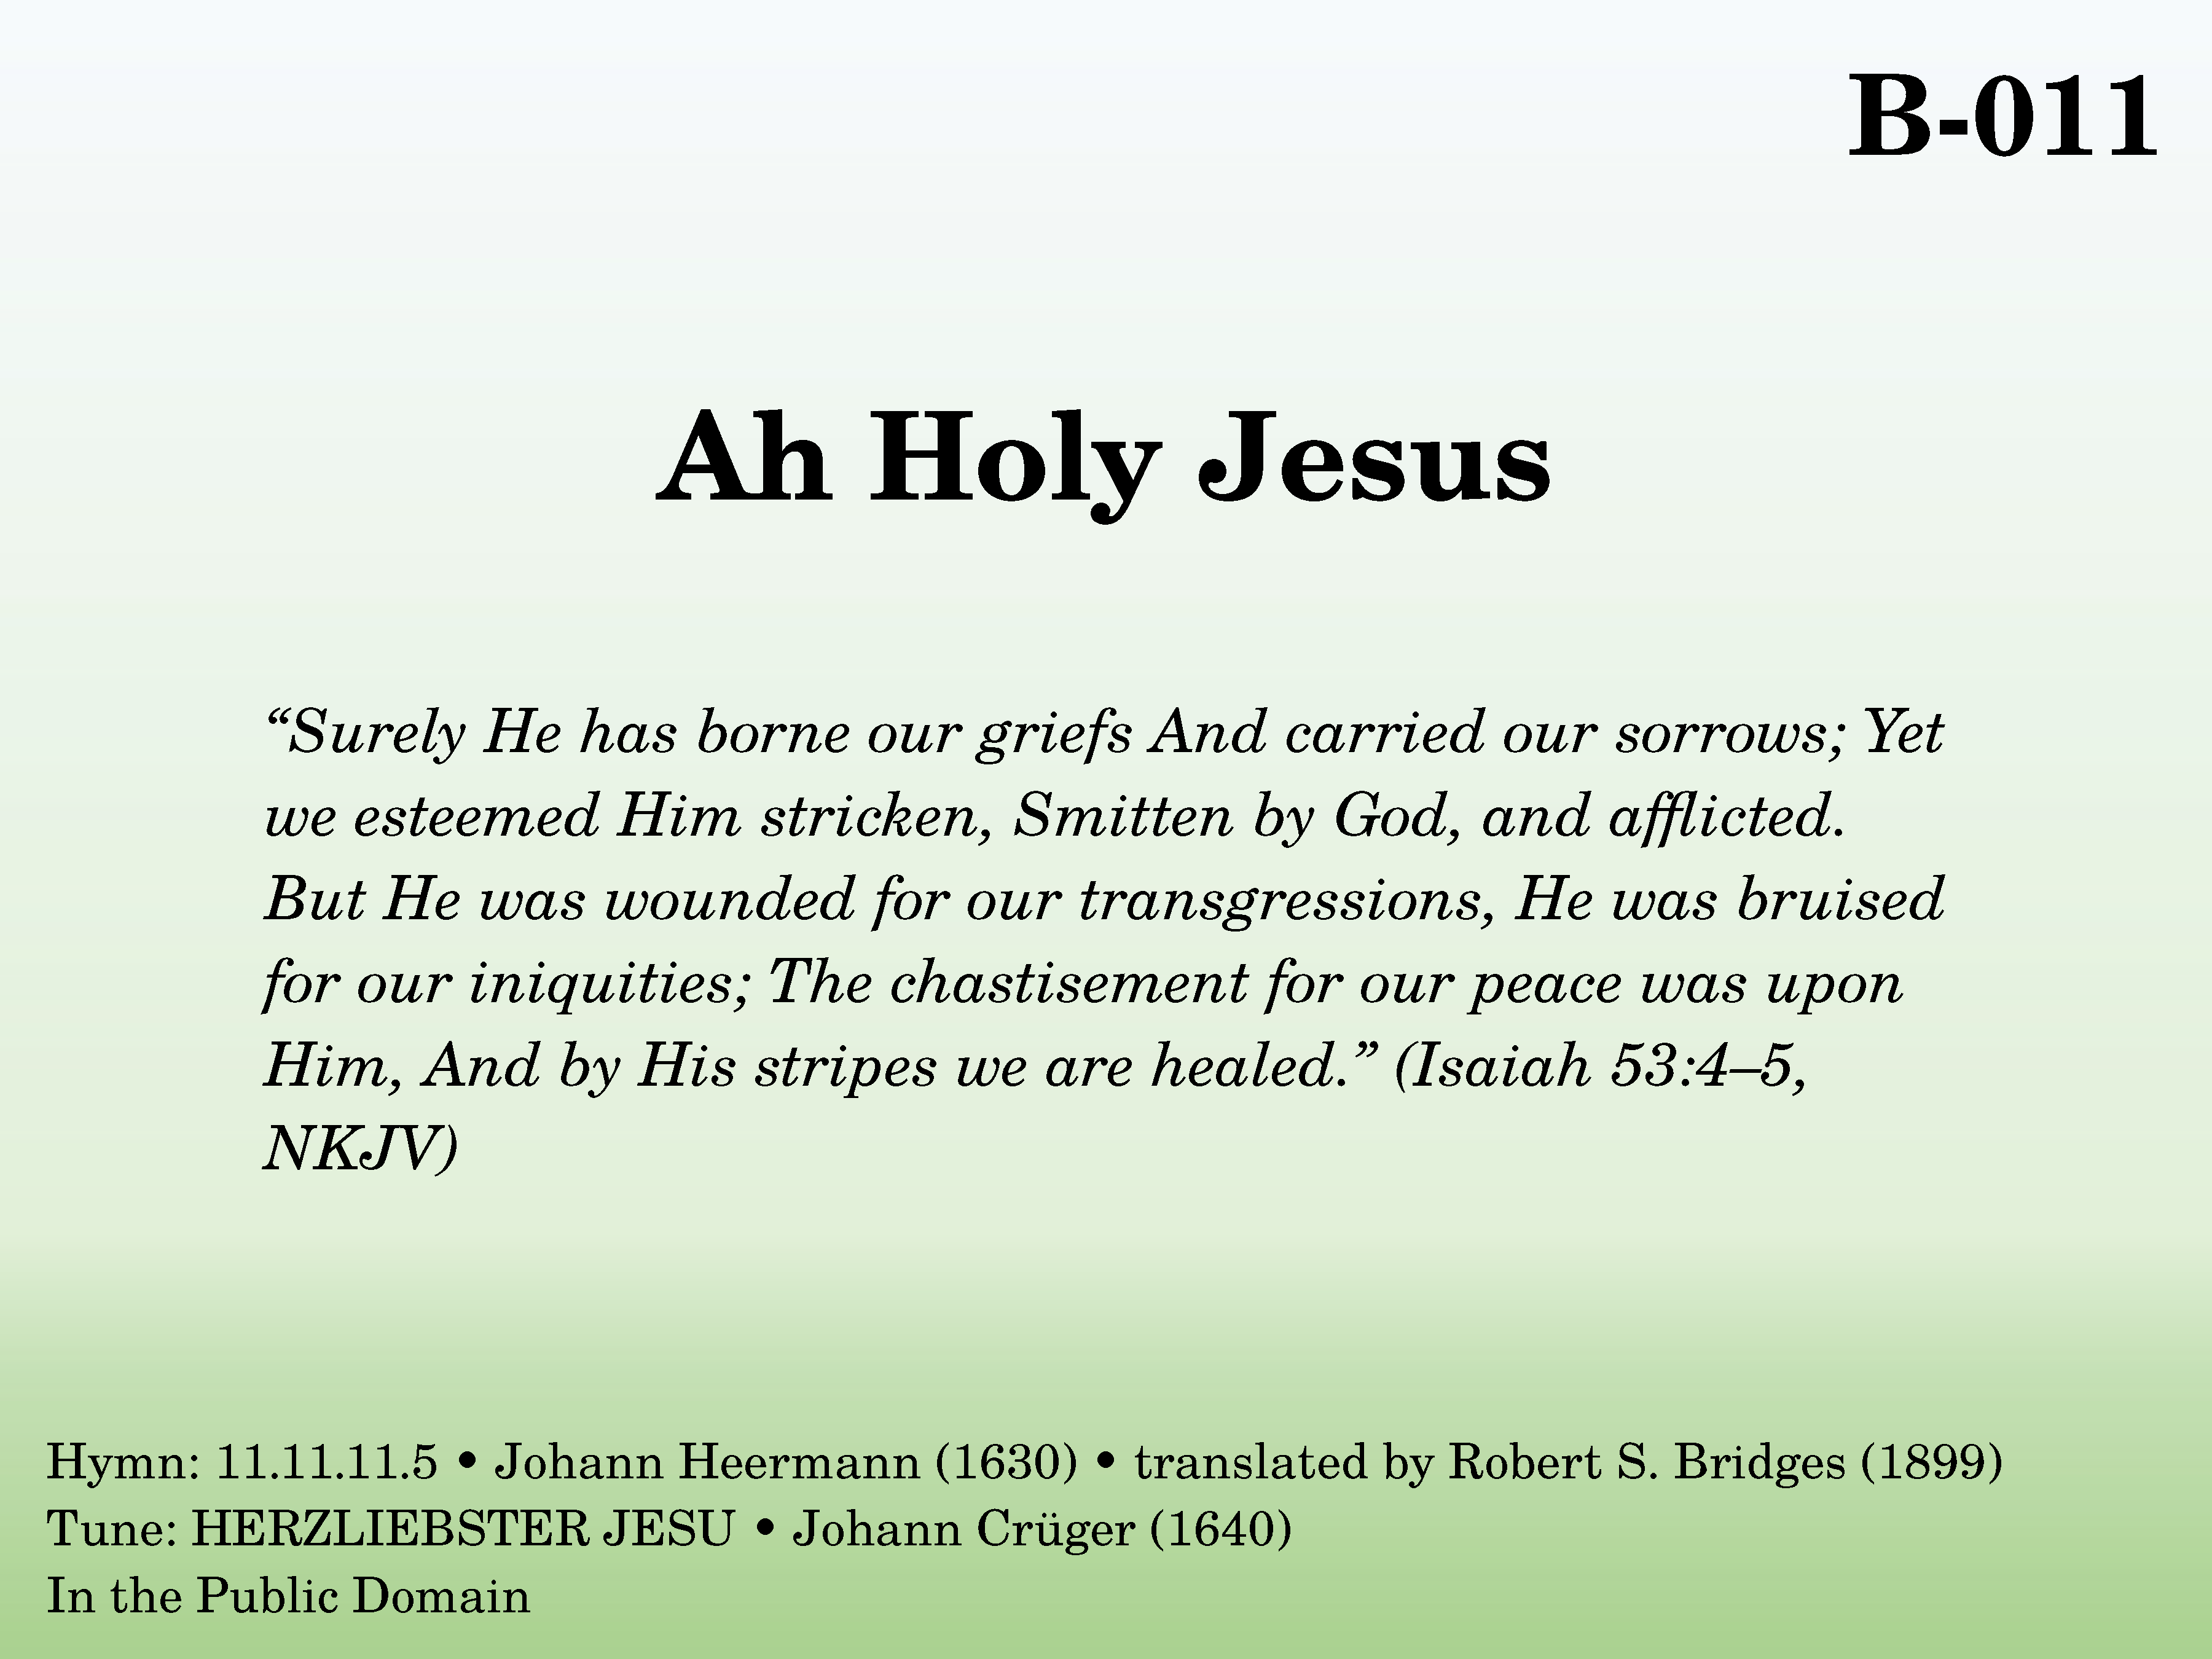 B-011
Ah Holy Jesus
“Surely He has borne our griefs And carried our sorrows; Yet
we esteemed Him stricken, Smitten by God, and afflicted.
But He was wounded for our transgressions, He was bruised
for our iniquities; The chastisement for our peace was upon
Him, And by His stripes we are healed.” (Isaiah 53:4–5,
NKJV)
Hymn: 11.11.11.5 • Johann Heermann (1630) • translated by Robert S. Bridges (1899)
Tune: HERZLIEBSTER JESU • Johann Crüger (1640)
In the Public Domain